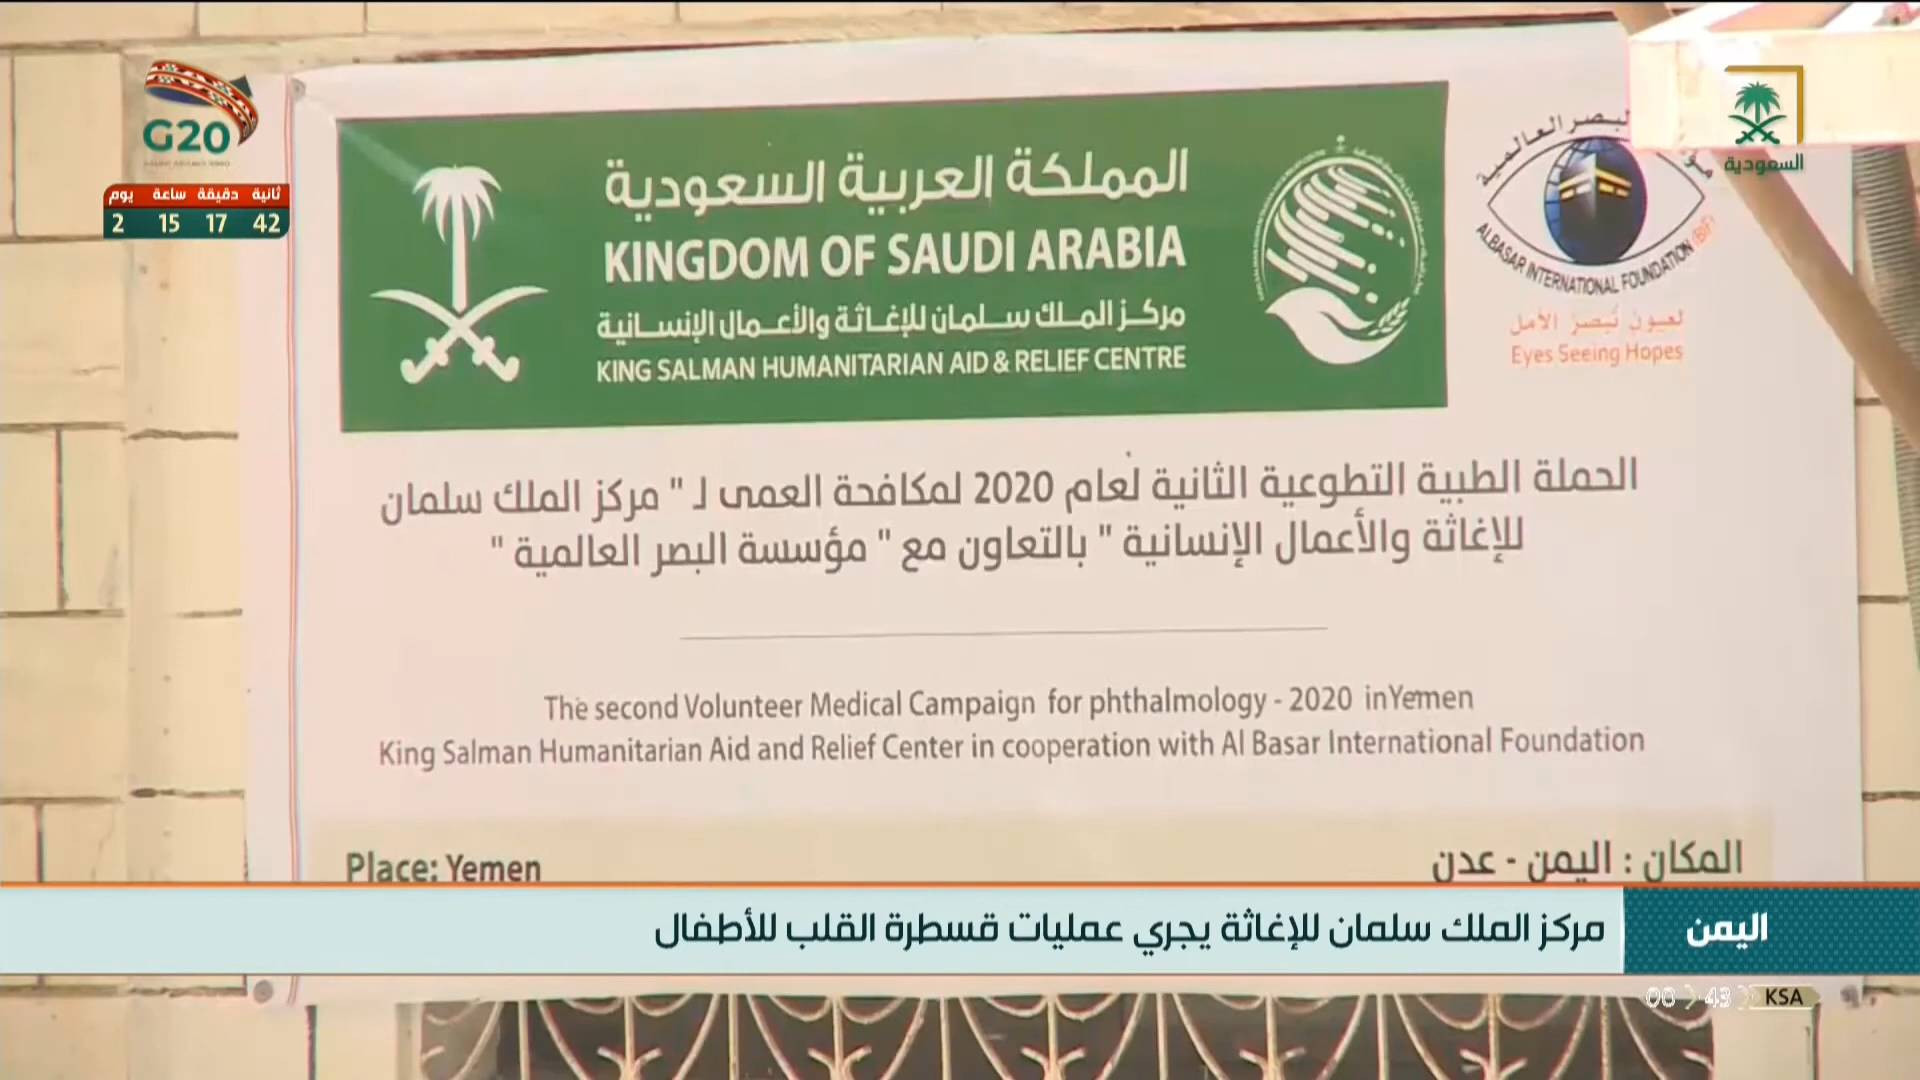 G20
ثانية دقيقة ساعة يوم
42 17 15 2
السعودية
المملكة العربية السعودية
KINGDOM OF SAUDI ARABIA
مركز الملك سلمان للإغاثة والأعمال الإنسانية
KING SALMAN HUMANITARIAN AID & RELIEF CENTRE
البصر العالمية
ALBASAR INTERNATIONAL FOUNDATION (BIF)
لعيون تبصر الأمل
Eyes Seeing Hopes
الحملة الطبية التطوعية الثانية لعام 2020 لمكافحة العمى لـ " مركز الملك سلمان
للإغاثة والأعمال الإنسانية " بالتعاون مع " مؤسسة البصر العالمية "
The second Volunteer Medical Campaign for phthalmology - 2020 inYemen
King Salman Humanitarian Aid and Relief Center in cooperation with Al Basar International Foundation
المكان : اليمن - عدن
Place: Yemen
اليمن
مركز الملك سلمان للإغاثة يجري عمليات قسطرة القلب للأطفال
00 43 KSA